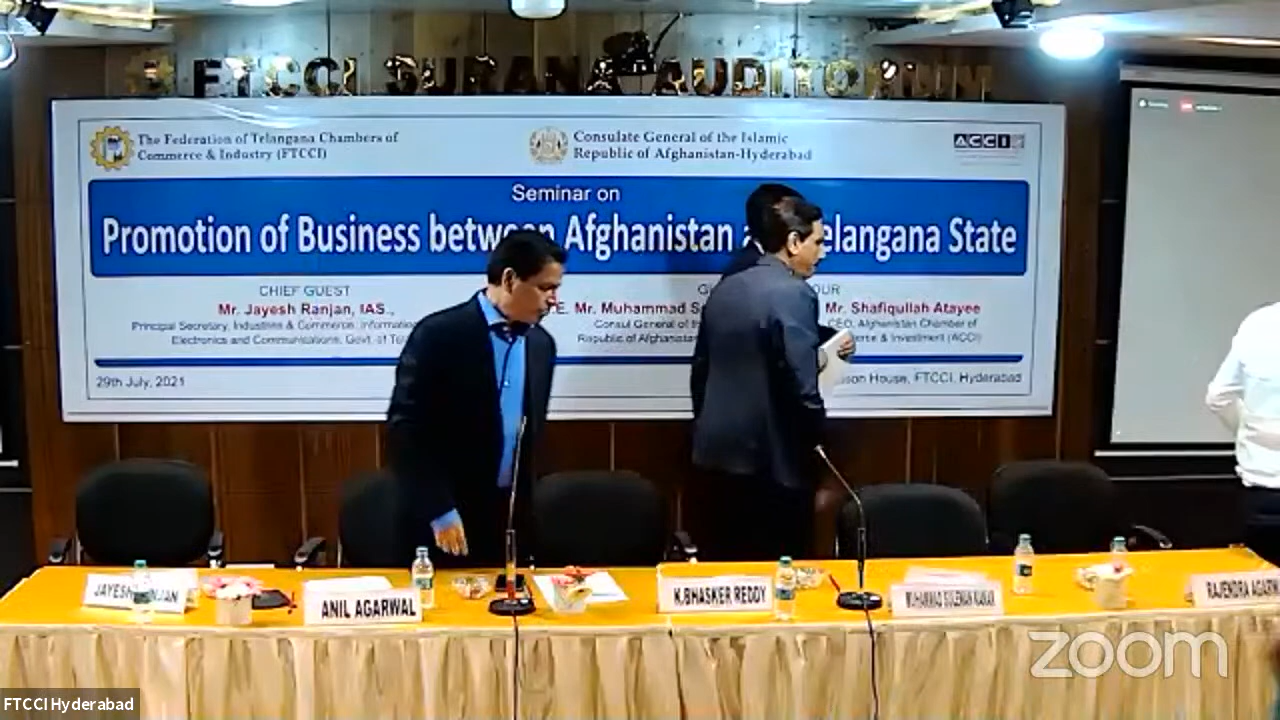 FTCCI SURANA AUDITORIUM
The Federation of Telangana Chambers of
Commerce & Industry (FTCCI)
Consulate General of the Islamic
Republic of Afghanistan-Hyderabad
ACCI
Seminar on
Promotion of Business between Afghanistan Telangana State
CHIEF GUEST
OUR
Mr. Jayesh Ranjan, IAS.,
E. Mr. Muhammad
Mr. Shafiqullah Atayee
Principal Secretary, Industries & Commerce, Information
Consul General of
CEO, Afghanistan Chamber of
Electronics and Communications, Govt. of
Republic of Afghanistan
& Investment (ACCI)
29th July, 2021
House, FTCCI, Hyderabad
JAYESH RANJAN
ANIL AGARWAL
K.BHASKER REDDY
RAJENDRA AGARW
zoom
FTCCI Hyderabad